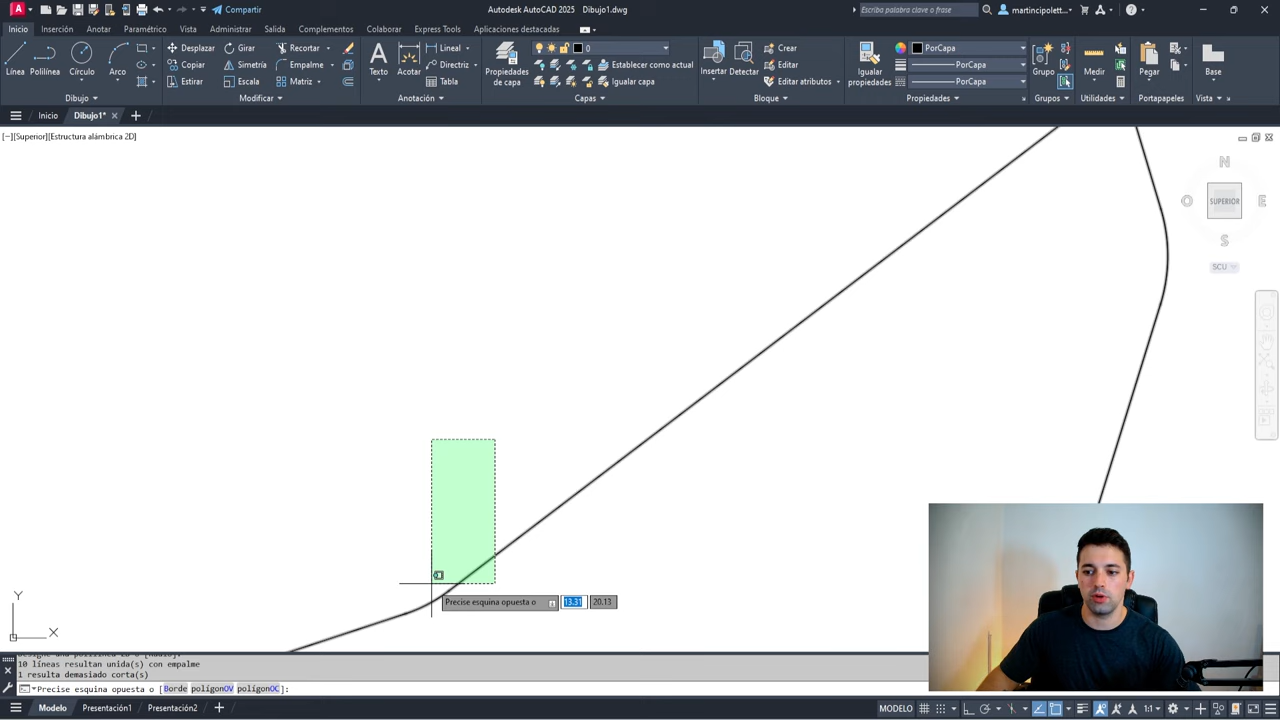 Compartir
Autodesk AutoCAD 2025 Dibujo1.dwg
Escriba palabra clave o frase
martincipolett...
Inicio Inserción Anotar Paramétrico Vista Administrar Salida Complementos Colaborar Express Tools Aplicaciones destacadas
Desplazar Girar Recortar Lineal 0 Crear PorCapa
Copiar Simetría Empalme Directriz Establecer como actual Editar PorCapa
Estirar Escala Matriz Tabla Igualar capa Editar atributos PorCapa
Línea Polilínea Círculo Arco Texto Acotar Propiedades de capa Insertar Detectar Igualar propiedades Grupo Medir Pegar Base
Dibujo Modificar Anotación Capas Bloque Propiedades Grupos Utilidades Portapapeles Vista
Inicio Dibujo1*
[−][Superior][Estructura alámbrica 2D]
N
O SUPERIOR E
S
SCU
Precise esquina opuesta o 13.31 20.13
Y
X
10 líneas resultan unida(s) con empalme
1 resulta demasiado corta(s)
Precise esquina opuesta o [Borde polígonOV polígonOC]:
Modelo Presentación1 Presentación2
MODELO 1:1